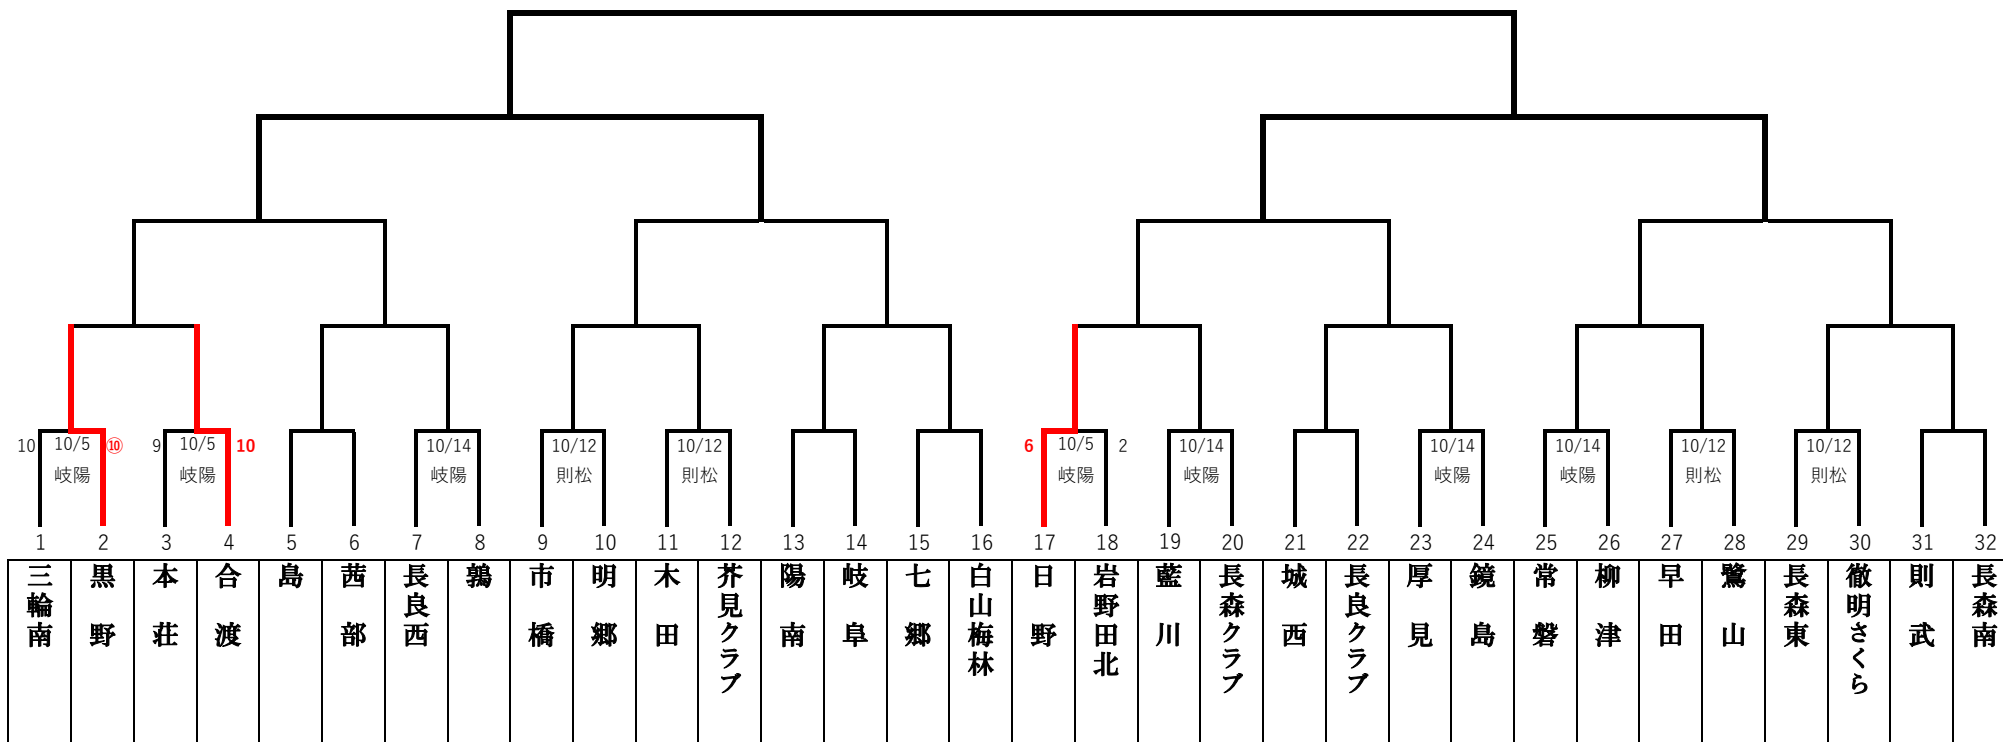 10 10/5 ⑩ 9 10/5 10 10/14 10/12 10/12 6 10/5 2 10/14 10/14 10/14 10/12 10/12
岐陽 岐陽 岐陽 則松 則松 岐陽 岐陽 岐陽 岐陽 則松 則松
1 2 3 4 5 6 7 8 9 10 11 12 13 14 15 16 17 18 19 20 21 22 23 24 25 26 27 28 29 30 31 32
三輪南
黒野
本荘
合渡
島
茜部
長良西
鶉
市橋
明郷
木田
芥見クラブ
陽南
岐阜
七郷
白山梅林
日野
岩野田北
藍川
長森クラブ
城西
長良クラブ
厚見
鏡島
常磐
柳津
早田
鷺山
長森東
徹明さくら
則武
長森南